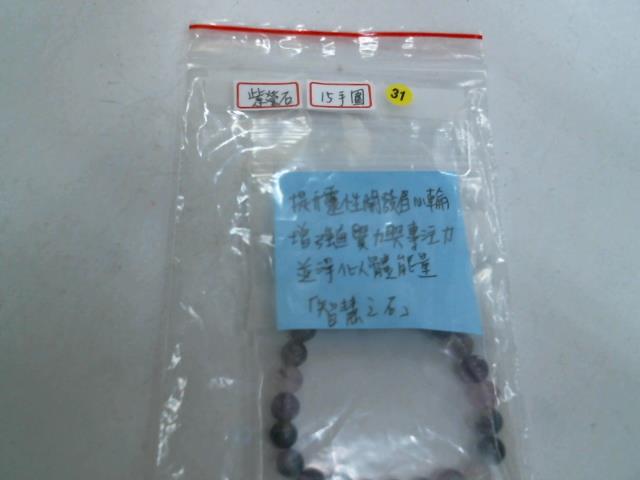 紫螢石
15手圍
31
提升靈性開啟眉心輪
增強直覺力與專注力
並淨化人體能量
「智慧之石」